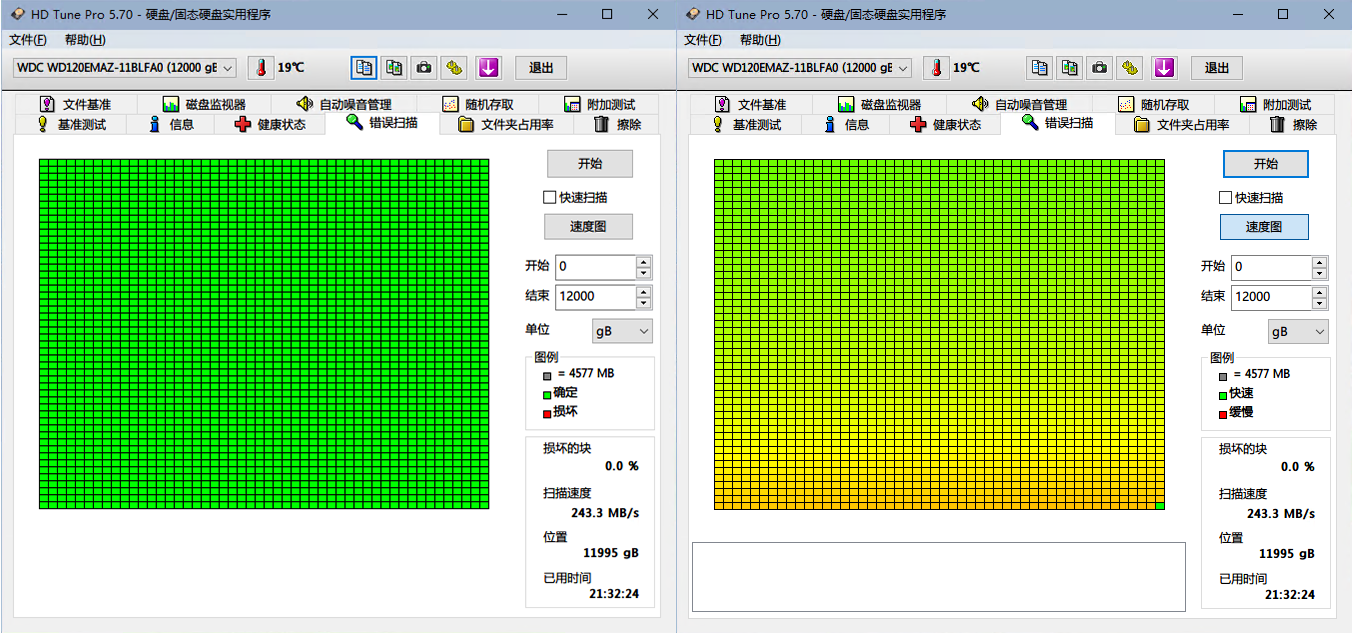 HD Tune Pro 5.70 - 硬盘/固态硬盘实用程序
文件(F) 帮助(H)
WDC WD120EMAZ-11BLFA0 (12000 gB 19℃ 退出
文件基准 磁盘监视器 自动噪音管理 随机存取 附加测试
基准测试 信息 健康状态 错误扫描 文件夹占用率 擦除
开始
快速扫描
速度图
开始 0
结束 12000
单位 gB
图例
= 4577 MB
确定
损坏
损坏的块
0.0 %
扫描速度
243.3 MB/s
位置
11995 gB
已用时间
21:32:24
HD Tune Pro 5.70 - 硬盘/固态硬盘实用程序
文件(F) 帮助(H)
WDC WD120EMAZ-11BLFA0 (12000 gB 19℃ 退出
文件基准 磁盘监视器 自动噪音管理 随机存取 附加测试
基准测试 信息 健康状态 错误扫描 文件夹占用率 擦除
开始
快速扫描
速度图
开始 0
结束 12000
单位 gB
图例
= 4577 MB
快速
缓慢
损坏的块
0.0 %
扫描速度
243.3 MB/s
位置
11995 gB
已用时间
21:32:24